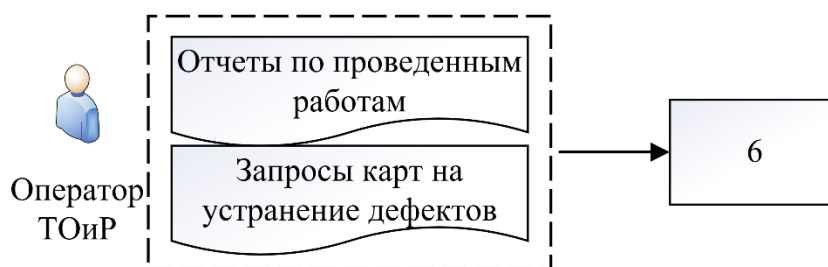 Отчеты по проведенным
работам
Запросы карт на
устранение дефектов
Оператор
ТОиР
6